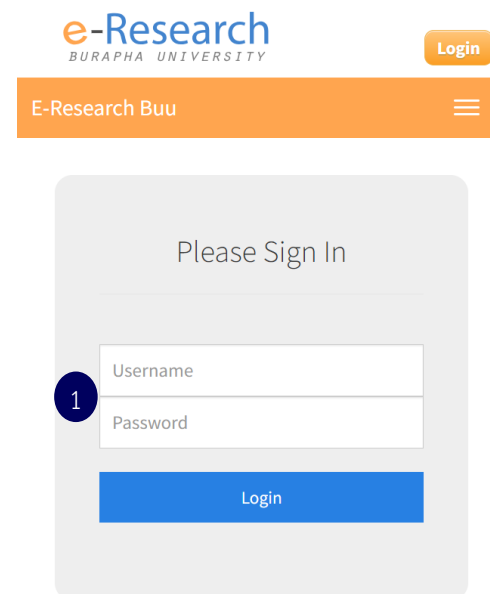 e-Research
BURAPHA UNIVERSITY
Login
E-Research Buu
Please Sign In
Username
1
Password
Login